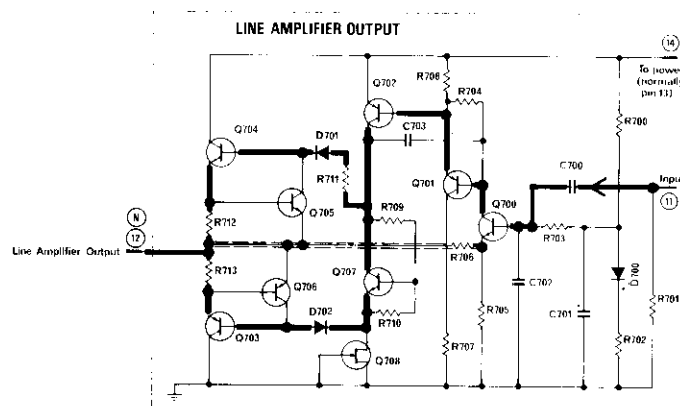 LINE AMPLIFIER OUTPUT
14
To powe
(normally
pin 13)
Q702
R708
R704
R700
Q704
D701
C703
C700
R711
Q701
Q700
Input
11
N
12
Q705
R709
R712
R703
Line Amplifier Output
R706
R713
Q707
Q706
C702
D700
R701
D702
R710
R705
C701
Q703
R707
R702
Q708